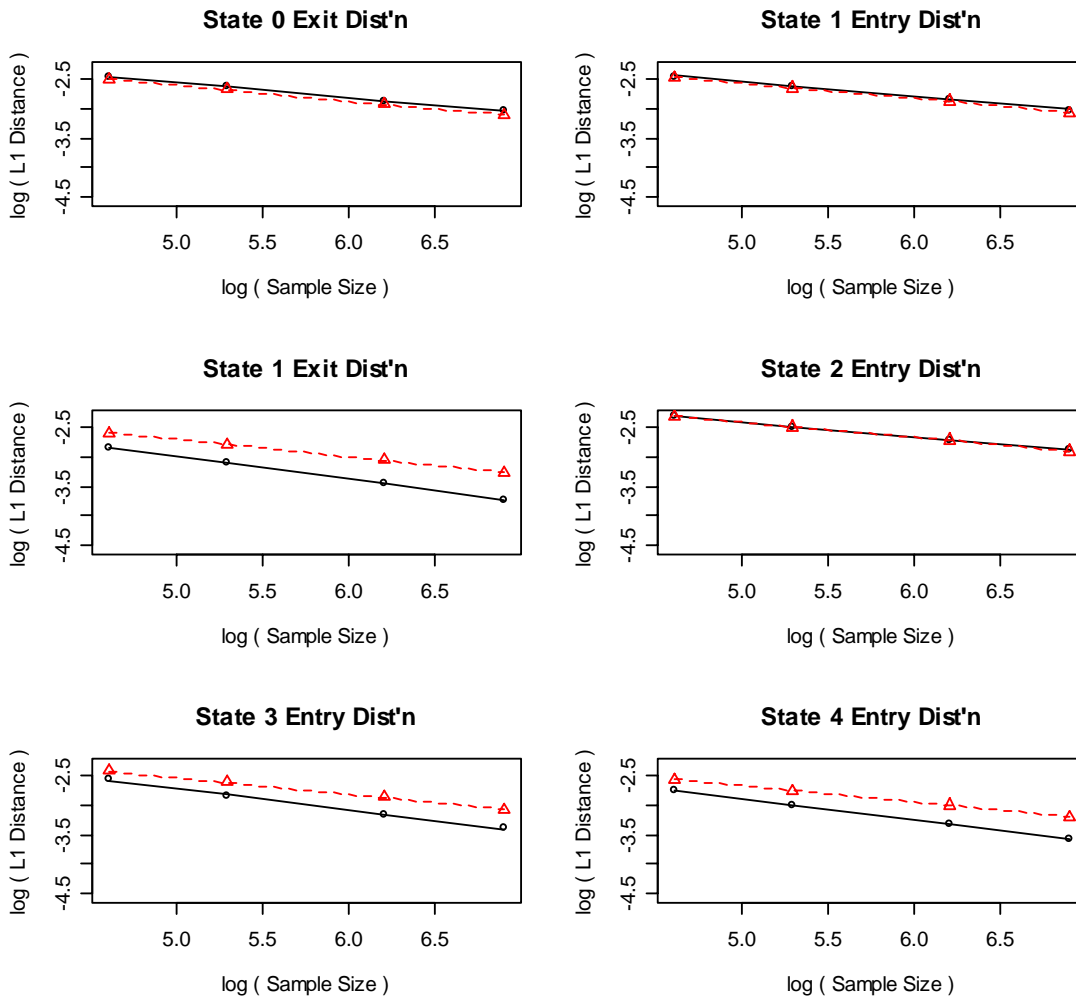 State 0 Exit Dist'n
log ( L1 Distance )
-2.5
-3.5
-4.5
5.0 5.5 6.0 6.5
log ( Sample Size )
State 1 Entry Dist'n
log ( L1 Distance )
-2.5
-3.5
-4.5
5.0 5.5 6.0 6.5
log ( Sample Size )
State 1 Exit Dist'n
log ( L1 Distance )
-2.5
-3.5
-4.5
5.0 5.5 6.0 6.5
log ( Sample Size )
State 2 Entry Dist'n
log ( L1 Distance )
-2.5
-3.5
-4.5
5.0 5.5 6.0 6.5
log ( Sample Size )
State 3 Entry Dist'n
log ( L1 Distance )
-2.5
-3.5
-4.5
5.0 5.5 6.0 6.5
log ( Sample Size )
State 4 Entry Dist'n
log ( L1 Distance )
-2.5
-3.5
-4.5
5.0 5.5 6.0 6.5
log ( Sample Size )